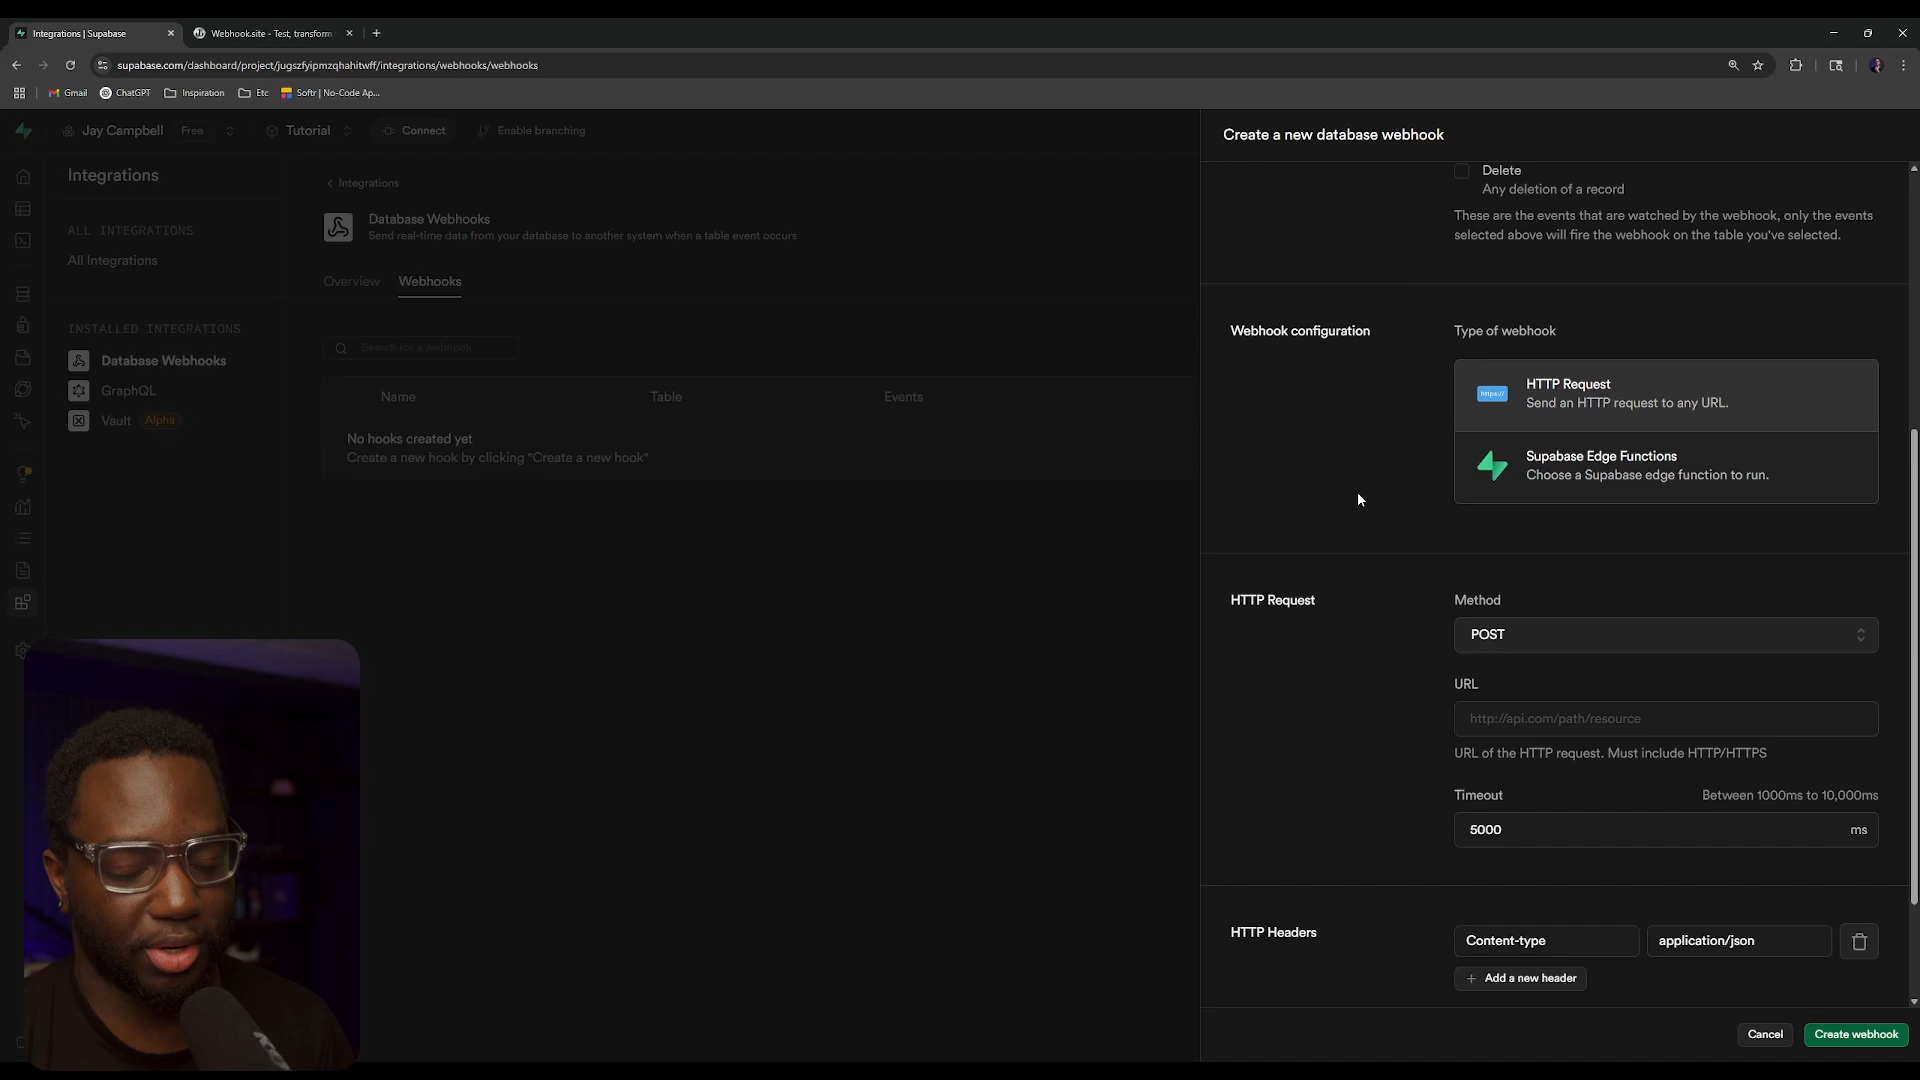 Integrations | Supabase
Webhook.site - Test, transform
supabase.com/dashboard/project/jugszfyipmzqhahitwff/integrations/webhooks/webhooks
Gmail
ChatGPT
Inspiration
Etc
Softr | No-Code Ap...
Jay Campbell
Free
Tutorial
Connect
Enable branching
Integrations
ALL INTEGRATIONS
All Integrations
INSTALLED INTEGRATIONS
Database Webhooks
GraphQL
Vault
Alpha
Integrations
Database Webhooks
Send real-time data from your database to another system when a table event occurs
Overview
Webhooks
Search for a webhook
Name
Table
Events
No hooks created yet
Create a new hook by clicking "Create a new hook"
Create a new database webhook
Delete
Any deletion of a record
These are the events that are watched by the webhook, only the events
selected above will fire the webhook on the table you've selected.
Webhook configuration
Type of webhook
https://
HTTP Request
Send an HTTP request to any URL.
Supabase Edge Functions
Choose a Supabase edge function to run.
HTTP Request
Method
POST
URL
http://api.com/path/resource
URL of the HTTP request. Must include HTTP/HTTPS
Timeout
Between 1000ms to 10,000ms
5000
ms
HTTP Headers
Content-type
application/json
Add a new header
Cancel
Create webhook